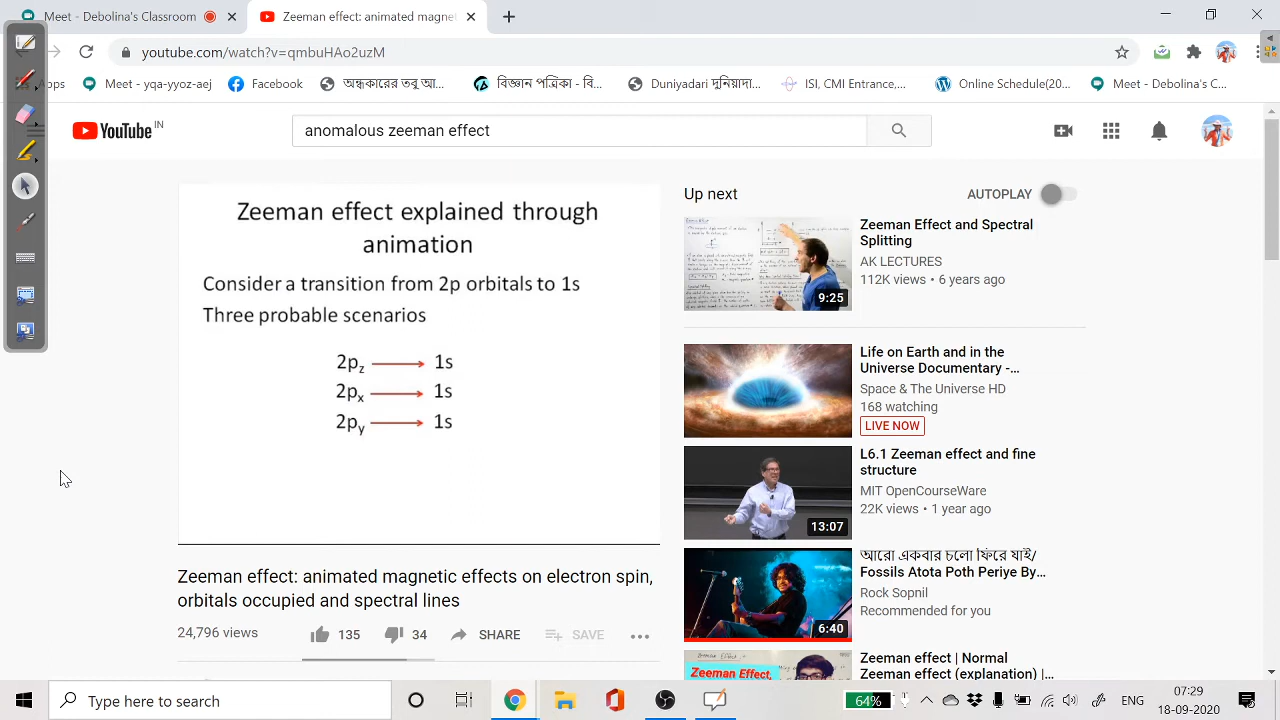 Meet - Debolina's Classroom
Zeeman effect: animated magnet
youtube.com/watch?v=qmbuHAo2uzM
Apps
Meet - yqa-yyoz-aej
Facebook
অন্ধকারের তবু আ...
বিজ্ঞান পত্রিকা - বি...
Duniyadari দুনিয়াদ...
ISI, CMI Entrance,...
Online Schedule(20...
Meet - Debolina's C...
YouTube IN
anomalous zeeman effect
Zeeman effect explained through
animation
Consider a transition from 2p orbitals to 1s
Three probable scenarios
2pz → 1s
2px → 1s
2py → 1s
Zeeman effect: animated magnetic effects on electron spin,
orbitals occupied and spectral lines
24,796 views
135
34
SHARE
SAVE
Up next
AUTOPLAY
Zeeman Effect and Spectral
Splitting
AK LECTURES
112K views • 6 years ago
9:25
Life on Earth and in the
Universe Documentary -...
Space & The Universe HD
168 watching
LIVE NOW
L6.1 Zeeman effect and fine
structure
MIT OpenCourseWare
22K views • 1 year ago
13:07
আরো একবার চলো ফিরে যাই/
Fossils Atota Poth Periye By...
Rock Sopnil
Recommended for you
6:40
Zeeman effect | Normal
Zeeman effect (explanation) |...
Zeeman Effect,
Type here to search
64%
ENG
07:29
18-09-2020